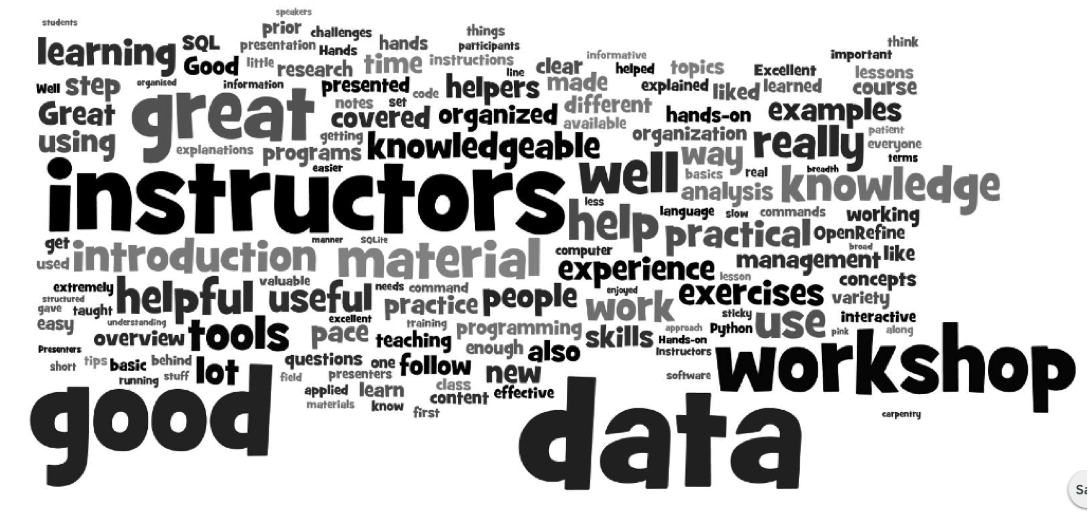 speakers
students prior challenges things
learning SQL presentation Hands hands participants think
Good little research time instructions informative important
Well step organised information presented code line clear helped topics Excellent lessons
great helpers made explained liked learned course
Great notes set covered organized different hands-on examples
using getting available organization really patient
explanations programs knowledgeable way everyone
easier terms
instructors well basics real breadth
analysis knowledge
less help language slow commands working
get manner SQLite practical OpenRefine
used introduction material computer broad like
experience management
extremely valuable needs command lesson concepts
structured helpful useful practice people enjoyed work exercises variety
gave taught sticky interactive
easy understanding excellent training programming approach Python use pink along
overview tools pace teaching skills Hands-on
Presenters enough also Instructors workshop
short tips basic behind questions one follow
running stuff lot field presenters new software
good applied learn class content effective
materials know first data carpentry
Sa